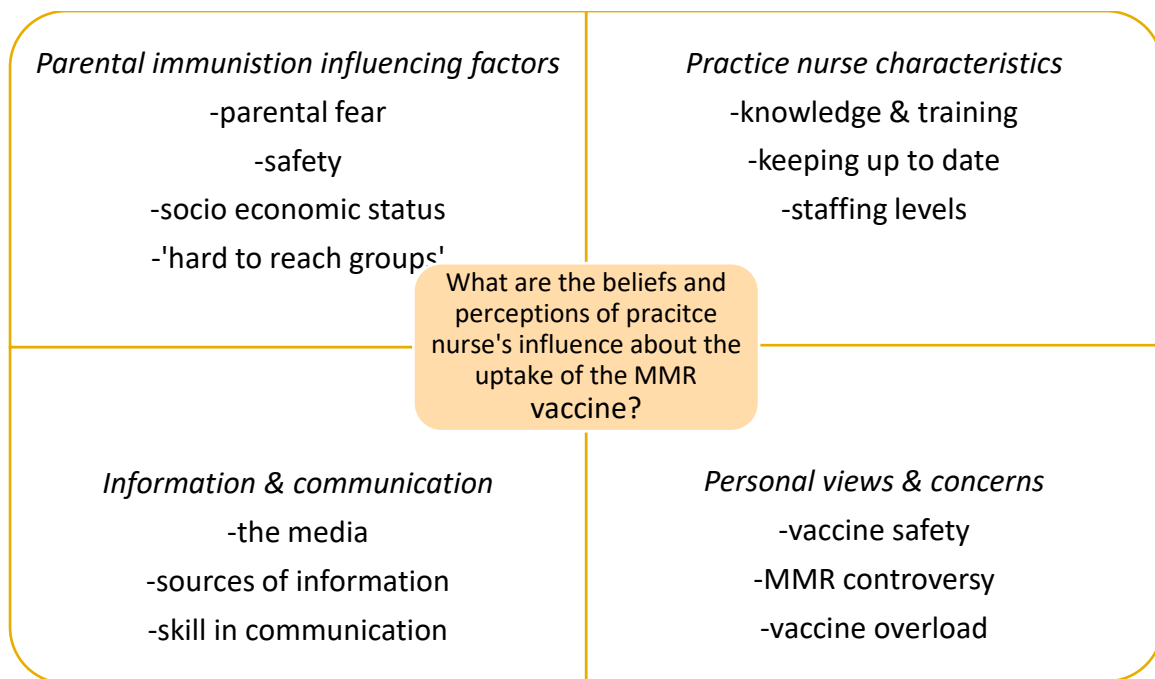 Parental immunistion influencing factors
-parental fear
-safety
-socio economic status
-'hard to reach groups'
Practice nurse characteristics
-knowledge & training
-keeping up to date
-staffing levels
What are the beliefs and
perceptions of pracitce
nurse's influence about the
uptake of the MMR
vaccine?
Information & communication
-the media
-sources of information
-skill in communication
Personal views & concerns
-vaccine safety
-MMR controversy
-vaccine overload